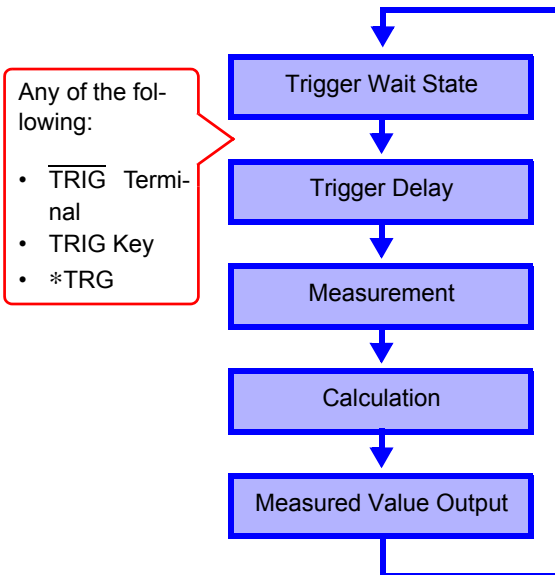 Trigger Wait State
Any of the fol-
lowing:
• TRIG Termi-
nal
• TRIG Key
• ∗TRG
Trigger Delay
Measurement
Calculation
Measured Value Output